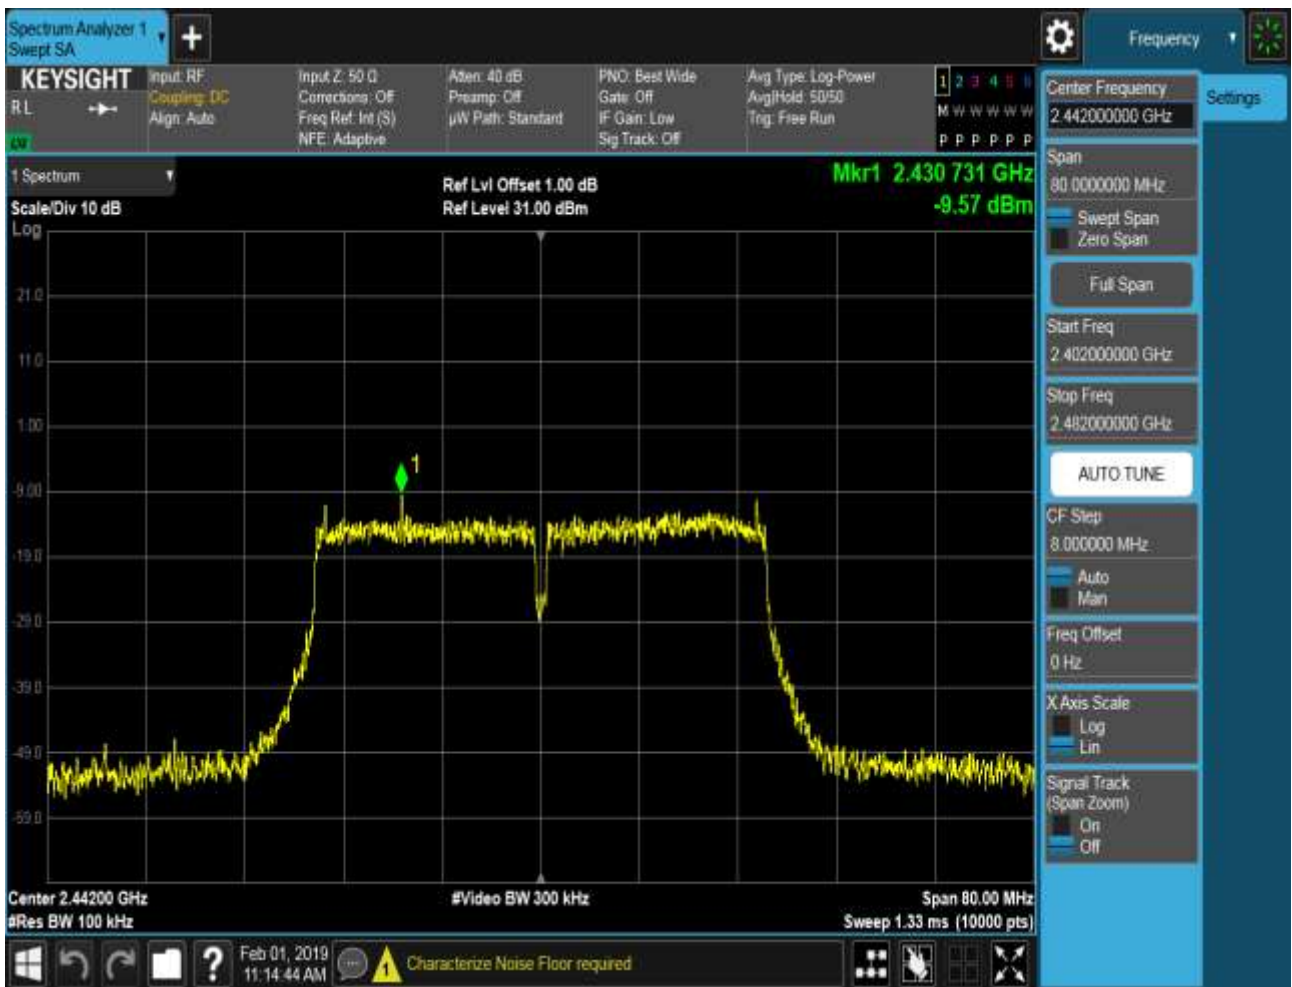 Spectrum Analyzer 1
Swept SA
+
Frequency
KEYSIGHT
R L
Input: RF
Coupling: DC
Align: Auto
Input Z: 50 Ω
Corrections: Off
Freq Ref: Int (S)
NFE: Adaptive
Atten: 40 dB
Preamp: Off
µW Path: Standard
PNO: Best Wide
Gate: Off
IF Gain: Low
Sig Track: Off
Avg Type: Log-Power
Avg|Hold: 50/50
Trig: Free Run
1 2 3 4 5 6
M W W W W W
P P P P P P
1 Spectrum
Scale/Div 10 dB
Log
Ref Lvl Offset 1.00 dB
Ref Level 31.00 dBm
Mkr1 2.430 731 GHz
-9.57 dBm
21.0
11.0
1.00
-9.00
-19.0
-29.0
-39.0
-49.0
-59.0
1
Center 2.44200 GHz
#Res BW 100 kHz
#Video BW 300 kHz
Span 80.00 MHz
Sweep 1.33 ms (10000 pts)
Center Frequency
2.442000000 GHz
Settings
Span
80.0000000 MHz
Swept Span
Zero Span
Full Span
Start Freq
2.402000000 GHz
Stop Freq
2.482000000 GHz
AUTO TUNE
CF Step
8.000000 MHz
Auto
Man
Freq Offset
0 Hz
X Axis Scale
Log
Lin
Signal Track
(Span Zoom)
On
Off
?
Feb 01, 2019
11:14:44 AM
1
Characterize Noise Floor required